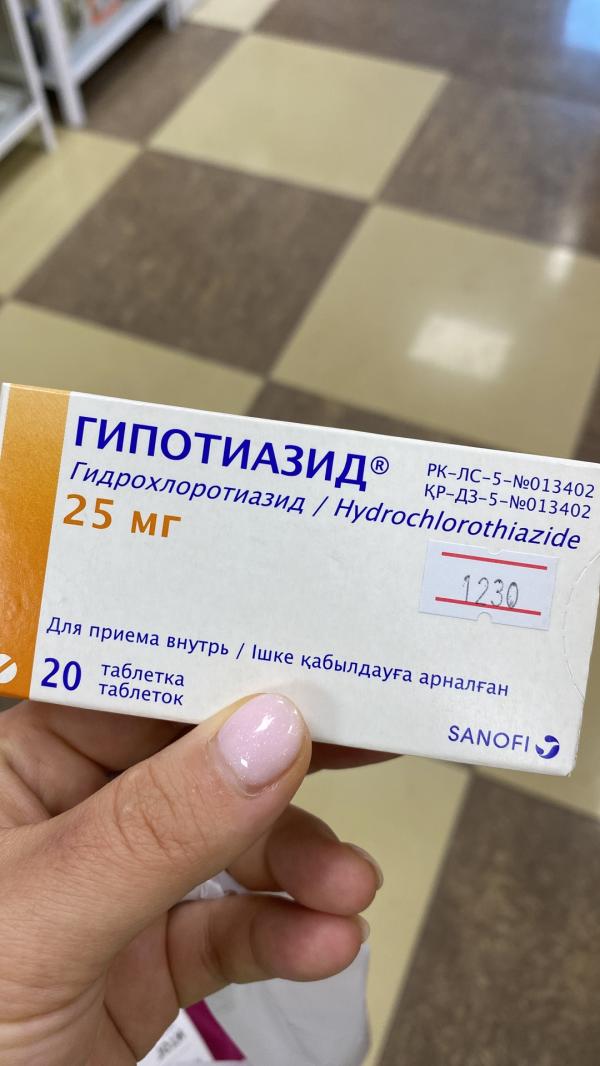 ГИПОТИАЗИД®
Гидрохлоротиазид / Hydrochlorothiazide
25 мг
РК-ЛС-5-№013402
ҚР-ДЗ-5-№013402
1230
Для приема внутрь / Ішке қабылдауға арналған
20 таблетка
таблеток
SANOFI